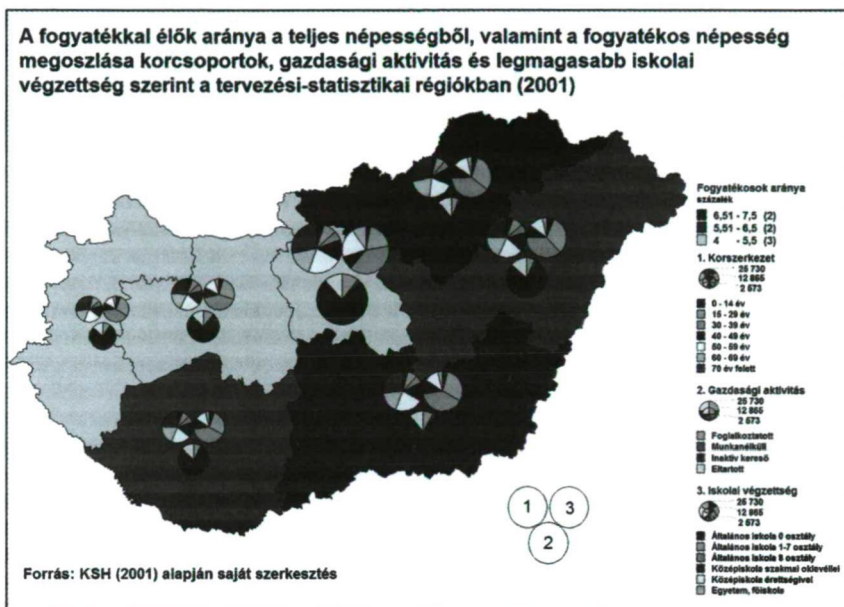 A fogyatékkal élők aránya a teljes népességből, valamint a fogyatékos népesség
megoszlása korcsoportok, gazdasági aktivitás és legmagasabb iskolai
végzettség szerint a tervezési-statisztikai régiókban (2001)
Fogyatékosok aránya
százalék
6,51 - 7,5 (2)
5,51 - 6,5 (2)
4 - 5,5 (3)
1. Korszerkezet
25 730
12 865
2 573
0 - 14 év
15 - 29 év
30 - 39 év
40 - 49 év
50 - 59 év
60 - 69 év
70 év felett
2. Gazdasági aktivitás
25 730
12 865
2 573
Foglalkoztatott
Munkanélküli
Inaktív kereső
Eltartott
3. Iskolai végzettség
25 730
12 865
2 573
Általános iskola 0 osztály
Általános iskola 1-7 osztály
Általános iskola 8 osztály
Középiskola szakmai oklevéllel
Középiskola érettségivel
Egyetem, főiskola
1
3
2
Forrás: KSH (2001) alapján saját szerkesztés